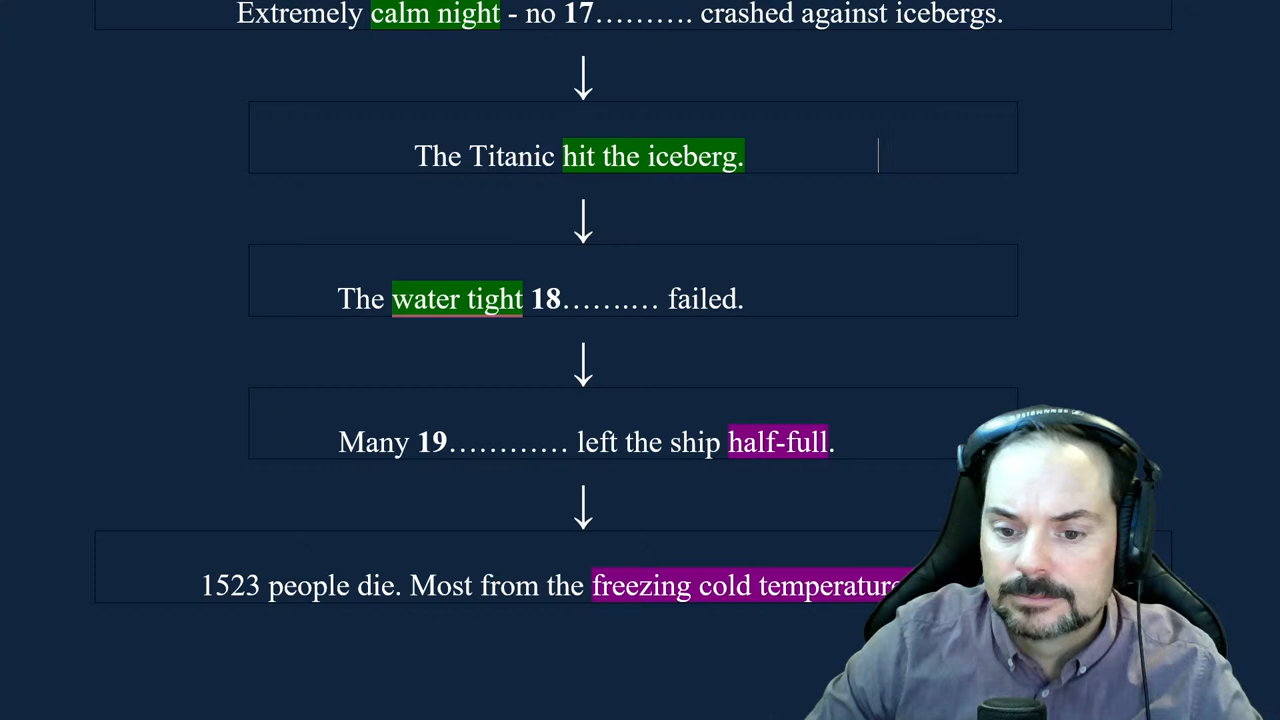 Extremely calm night - no 17………. crashed against icebergs.
↓
The Titanic hit the iceberg.
↓
The water tight 18…….… failed.
↓
Many 19………… left the ship half-full.
↓
1523 people die. Most from the freezing cold